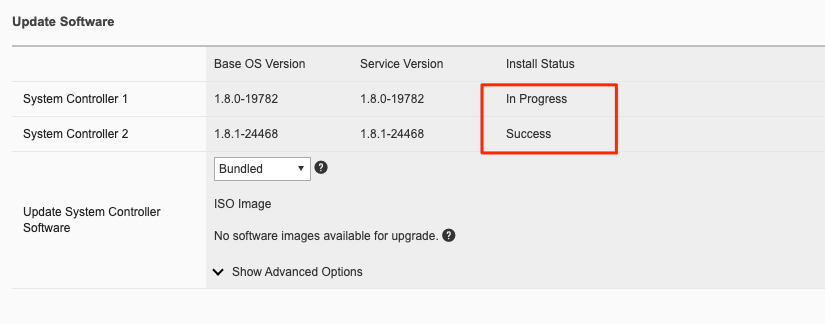 Update Software
Base OS Version Service Version Install Status
System Controller 1 1.8.0-19782 1.8.0-19782 In Progress
System Controller 2 1.8.1-24468 1.8.1-24468 Success
Bundled ▼ ?
ISO Image
Update System Controller
Software
No software images available for upgrade. ?
Show Advanced Options